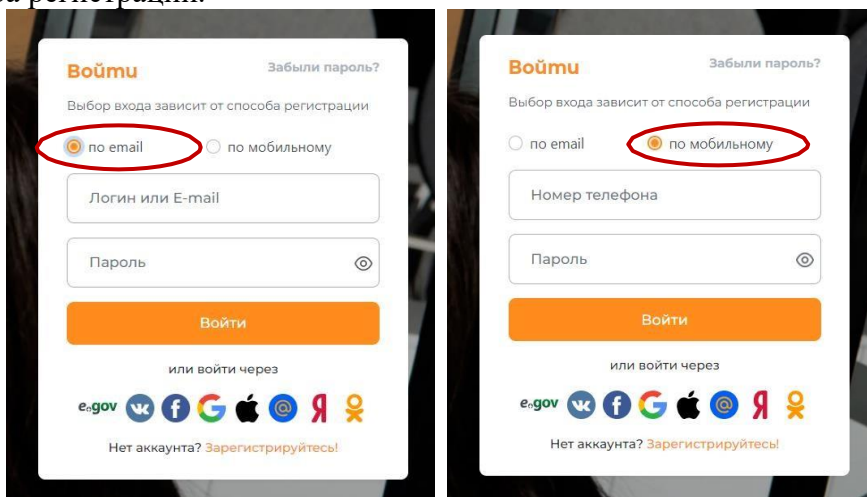 Войти Забыли пароль?
Выбор входа зависит от способа регистрации
по email по мобильному
Логин или E-mail
Пароль
Войти
или войти через
egov
Нет аккаунта? Зарегистрируйтесь!
Войти Забыли пароль?
Выбор входа зависит от способа регистрации
по email по мобильному
Номер телефона
Пароль
Войти
или войти через
egov
Нет аккаунта? Зарегистрируйтесь!